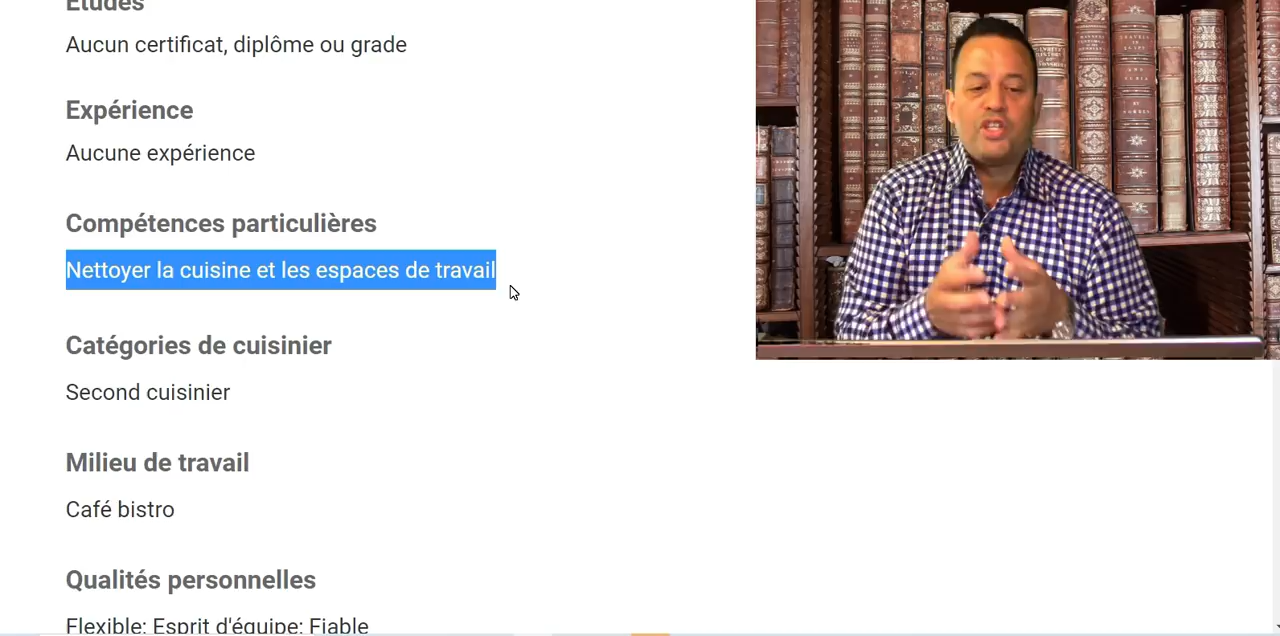 Études
Aucun certificat, diplôme ou grade
Expérience
Aucune expérience
Compétences particulières
Nettoyer la cuisine et les espaces de travail
Catégories de cuisinier
Second cuisinier
Milieu de travail
Café bistro
Qualités personnelles
Flexible; Esprit d'équipe; Fiable